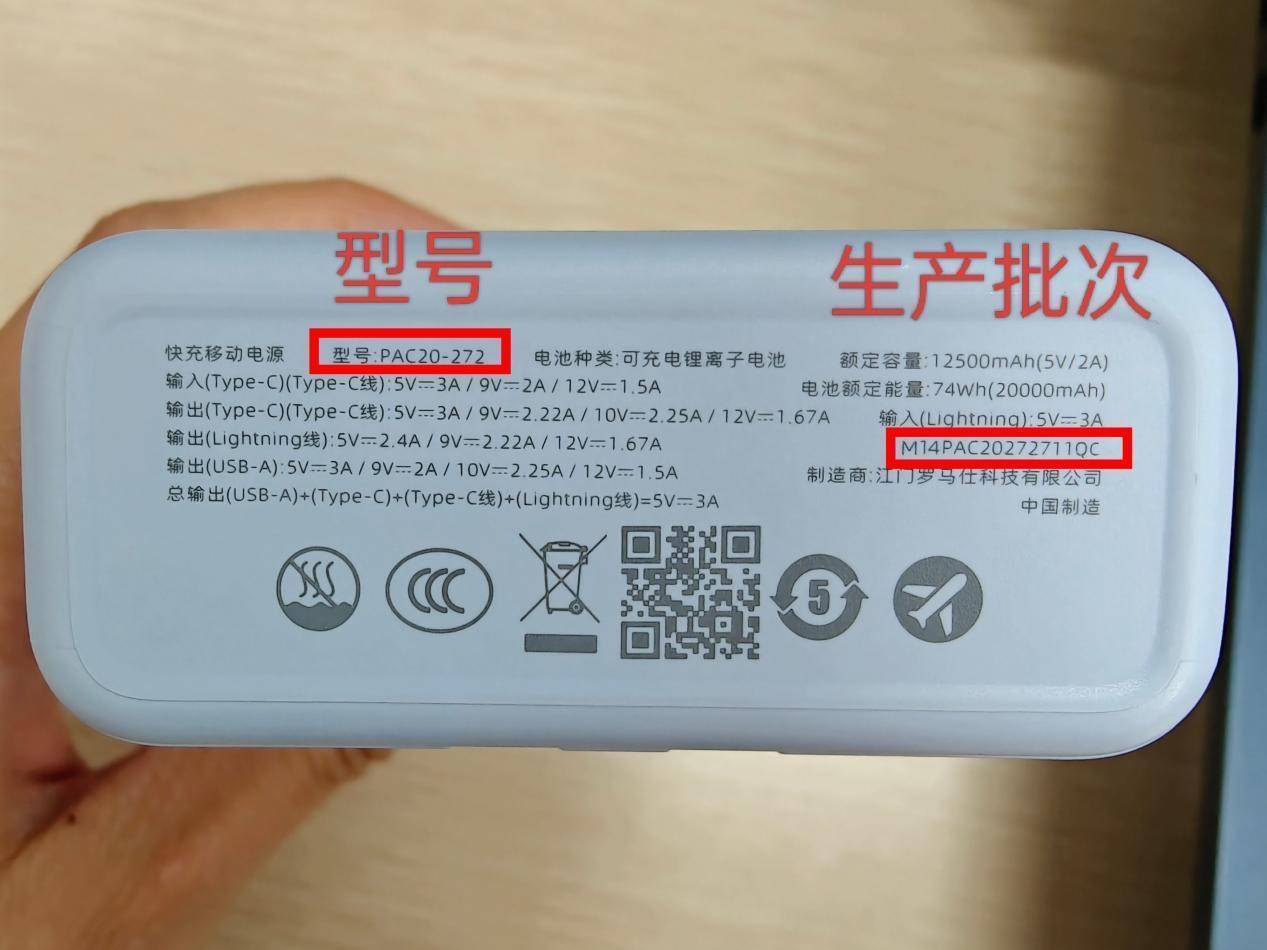 型号
生产批次
快充移动电源 型号:PAC20-272 电池种类:可充电锂离子电池 额定容量:12500mAh(5V/2A)
输入(Type-C)(Type-C线):5V⎓3A / 9V⎓2A / 12V⎓1.5A 电池额定能量:74Wh(20000mAh)
输出(Type-C)(Type-C线):5V⎓3A / 9V⎓2.22A / 10V⎓2.25A / 12V⎓1.67A 输入(Lightning):5V⎓3A
输出(Lightning线):5V⎓2.4A / 9V⎓2.22A / 12V⎓1.67A M14PAC20272711QC
输出(USB-A):5V⎓3A / 9V⎓2A / 10V⎓2.25A / 12V⎓1.5A 制造商:江门罗马仕科技有限公司
总输出(USB-A)+(Type-C)+(Type-C线)+(Lightning线)=5V⎓3A 中国制造
CCC
5